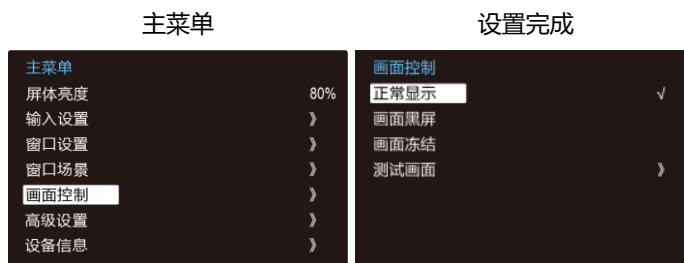 主菜单
主菜单
屏体亮度 80%
输入设置 》
窗口设置 》
窗口场景 》
画面控制 》
高级设置 》
设备信息 》
设置完成
画面控制
正常显示 √
画面黑屏
画面冻结
测试画面 》